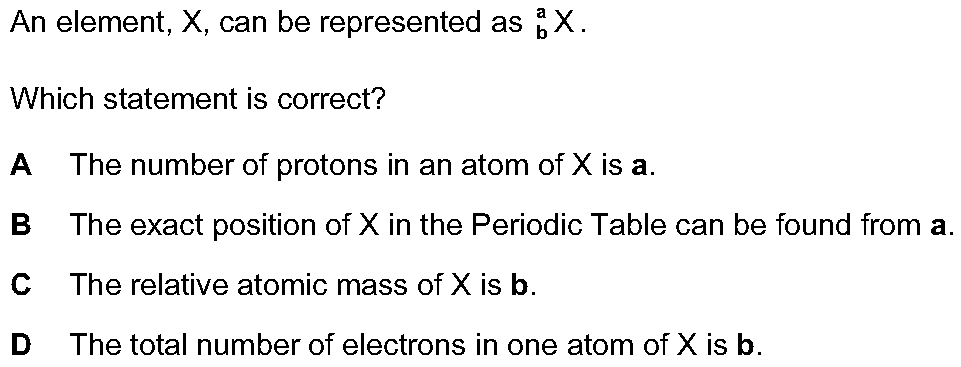 An element, X, can be represented as ᵃ_b X.
Which statement is correct?
A The number of protons in an atom of X is a.
B The exact position of X in the Periodic Table can be found from a.
C The relative atomic mass of X is b.
D The total number of electrons in one atom of X is b.